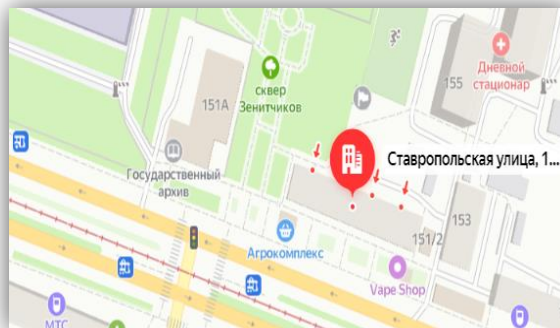 Дневной
стационар
155
сквер
Зенитчиков
151А
Государственный
архив
Ставропольская улица, 1...
153
151/2
Агрокомплекс
Vape Shop
МТС